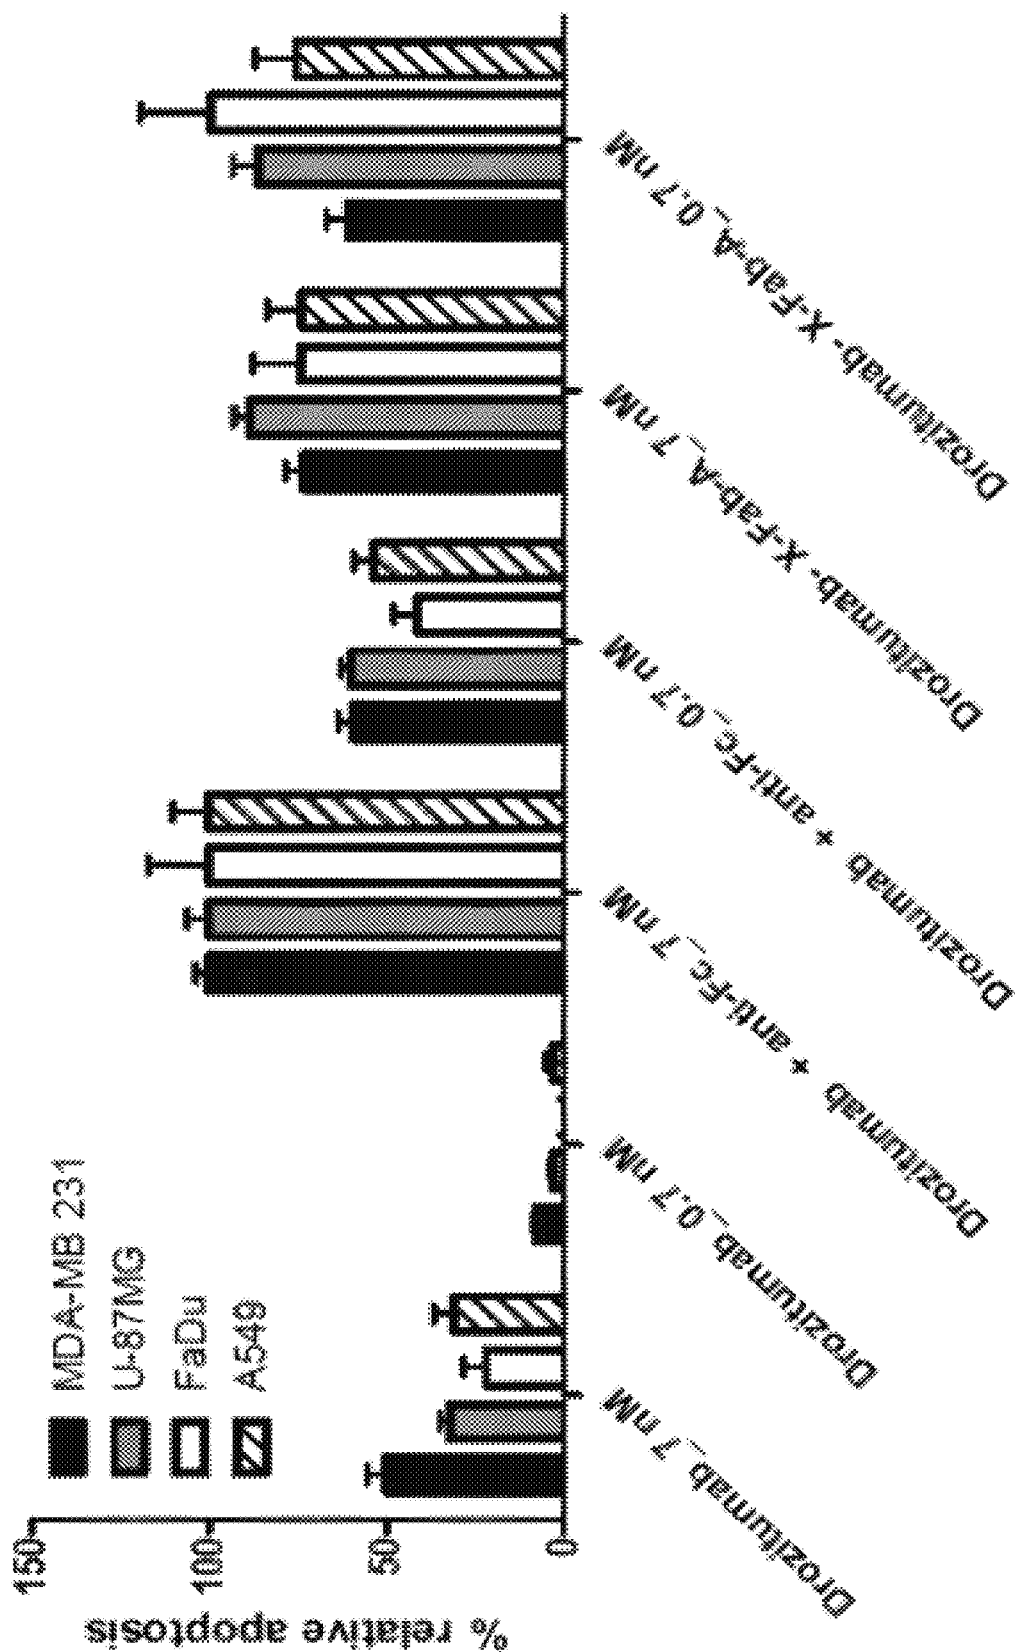 % relative apoptosis
150
100
50
0
MDA-MB 231
U-87MG
FaDu
A549
Drozitumab_7 nM
Drozitumab_0.7 nM
Drozitumab + anti-Fc_7 nM
Drozitumab + anti-Fc_0.7 nM
Drozitumab- X-Fab-A_7 nM
Drozitumab- X-Fab-A_0.7 nM